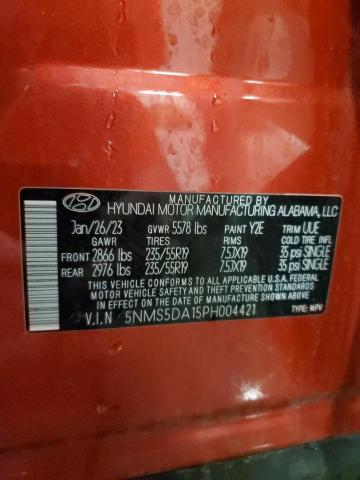 MANUFACTURED BY
HYUNDAI MOTOR MANUFACTURING ALABAMA, LLC
Jan/26/23 GVWR 5578 lbs PAINT Y2E TRIM UUE
GAWR TIRES RIMS COLD TIRE INFL
FRONT 2866 lbs 235/55R19 7.5JX19 35 psi SINGLE
REAR 2976 lbs 235/55R19 7.5JX19 35 psi SINGLE
THIS VEHICLE CONFORMS TO ALL APPLICABLE U.S.A. FEDERAL
MOTOR VEHICLE SAFETY AND BUMPER STANDARDS
IN EFFECT ON THE DATE OF MANUFACTURE SHOWN ABOVE.
V.I.N 5NMS5DA15PH004421 TYPE: MPV